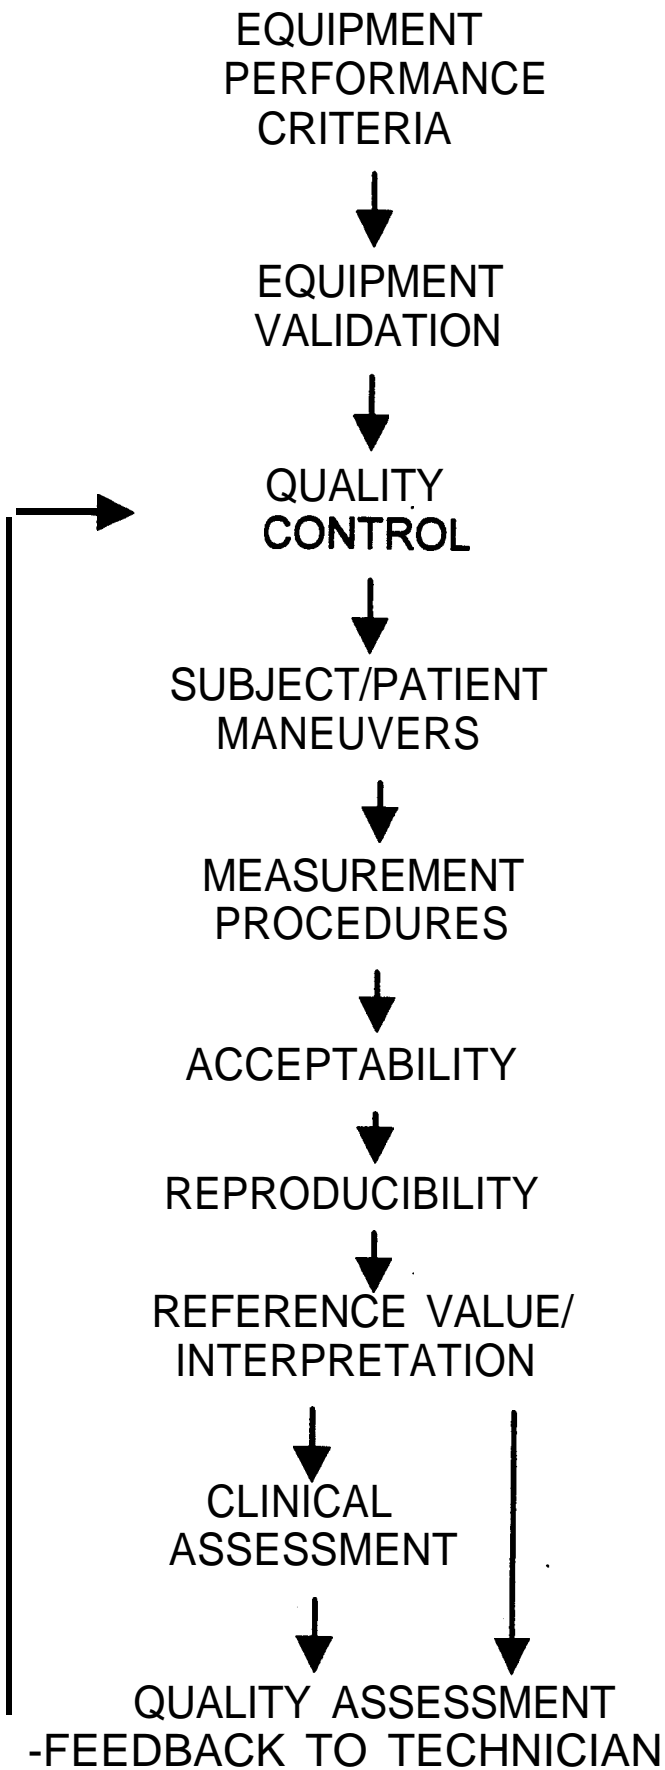 EQUIPMENT
PERFORMANCE
CRITERIA
EQUIPMENT
VALIDATION
QUALITY
CONTROL
SUBJECT/PATIENT
MANEUVERS
MEASUREMENT
PROCEDURES
ACCEPTABILITY
REPRODUCIBILITY
REFERENCE VALUE/
INTERPRETATION
CLINICAL
ASSESSMENT
QUALITY ASSESSMENT
-FEEDBACK TO TECHNICIAN